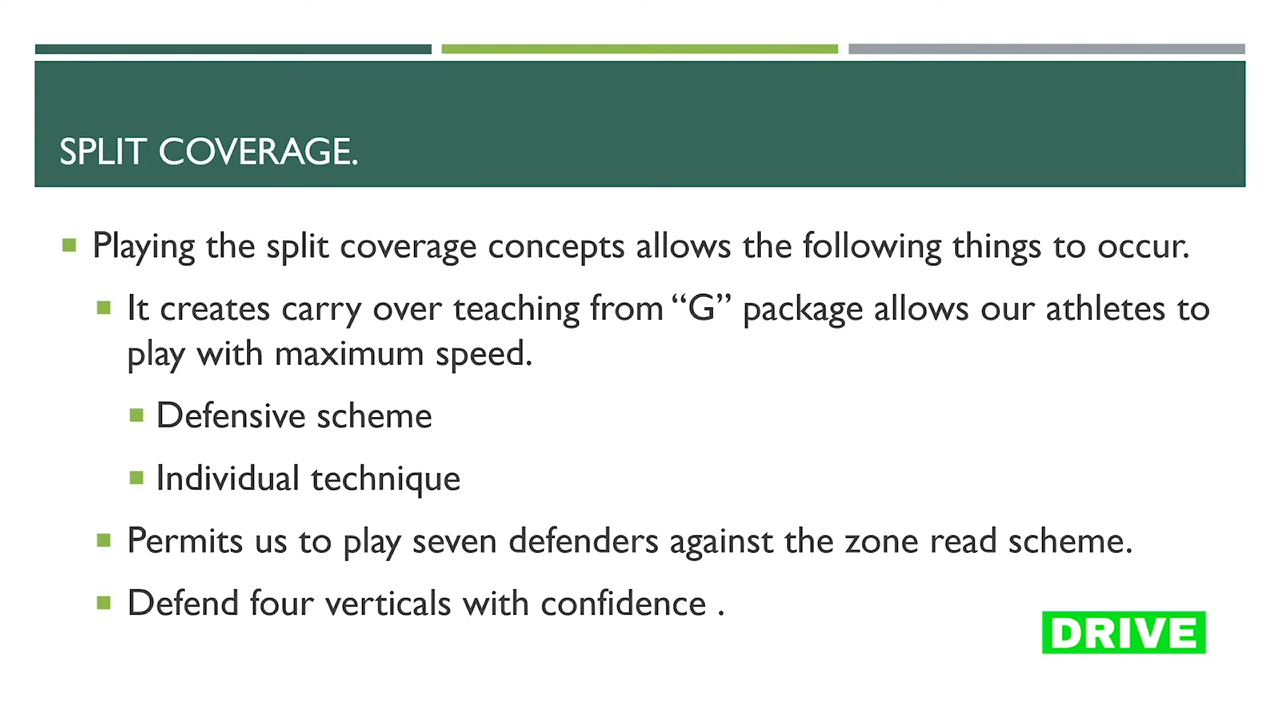 SPLIT COVERAGE.
Playing the split coverage concepts allows the following things to occur.
It creates carry over teaching from “G” package allows our athletes to
play with maximum speed.
Defensive scheme
Individual technique
Permits us to play seven defenders against the zone read scheme.
Defend four verticals with confidence .
DRIVE